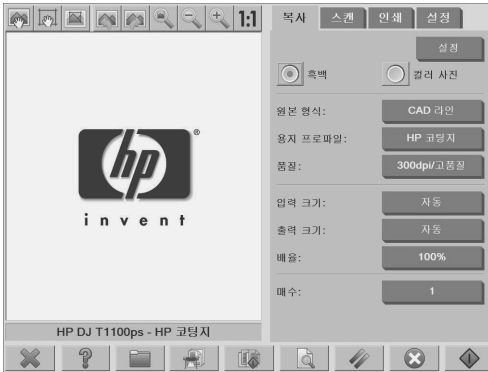 1:1
복사 스캔 인쇄 설정
설정
흑백 컬러 사진
원본 형식: CAD 라인
용지 프로파일: HP 코팅지
품질: 300dpi/고품질
입력 크기: 자동
출력 크기: 자동
배율: 100%
매수: 1
hp ®
invent
HP DJ T1100ps - HP 코팅지